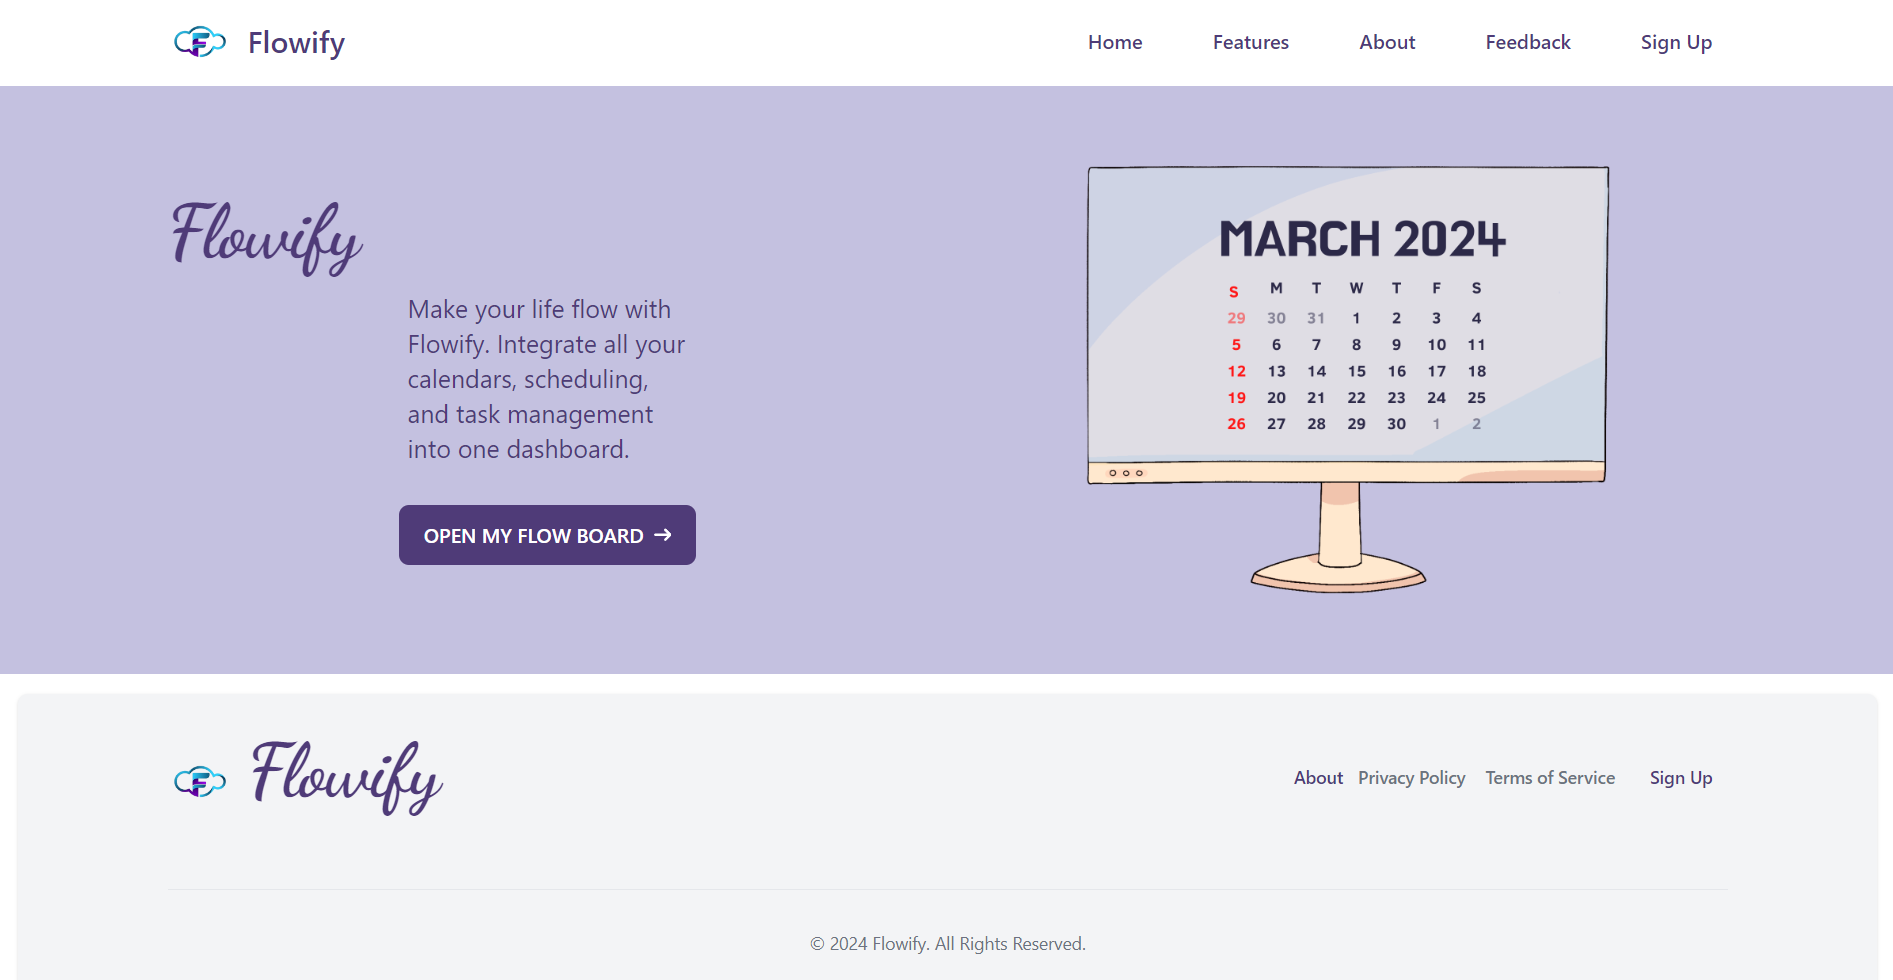 Flowify
Home Features About Feedback Sign Up
Flowify
Make your life flow with
Flowify. Integrate all your
calendars, scheduling,
and task management
into one dashboard.
OPEN MY FLOW BOARD →
MARCH 2024
S M T W T F S
29 30 31 1 2 3 4
5 6 7 8 9 10 11
12 13 14 15 16 17 18
19 20 21 22 23 24 25
26 27 28 29 30 1 2
F Flowify
About Privacy Policy Terms of Service Sign Up
© 2024 Flowify. All Rights Reserved.